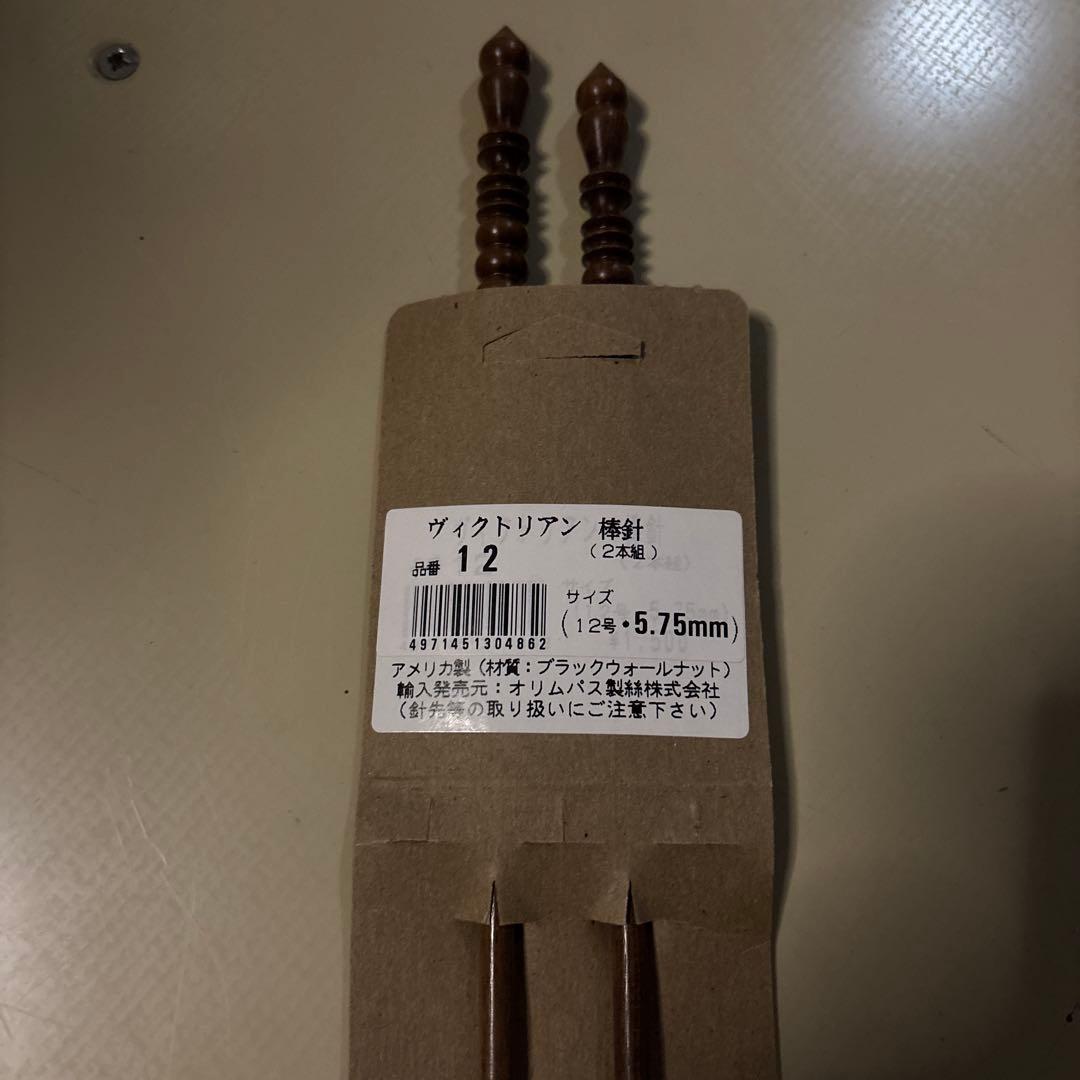 ヴィクトリアン 棒針
(2本組)
品番 12
サイズ
(12号・5.75mm)
4971451304862
アメリカ製(材質:ブラックウォールナット)
輸入発売元:オリムパス製絲株式会社
(針先等の取り扱いにご注意下さい)